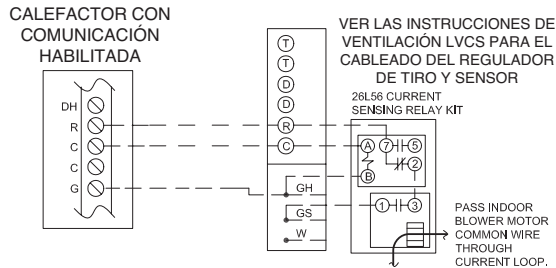 CALEFACTOR CON
COMUNICACIÓN
HABILITADA
DH
R
C
C
G
T
T
D
D
R
C
GH
GS
W
VER LAS INSTRUCCIONES DE
VENTILACIÓN LVCS PARA EL
CABLEADO DEL REGULADOR
DE TIRO Y SENSOR
26L56 CURRENT
SENSING RELAY KIT
A 7 5
2
B
1 3
PASS INDOOR
BLOWER MOTOR
COMMON WIRE
THROUGH
CURRENT LOOP.